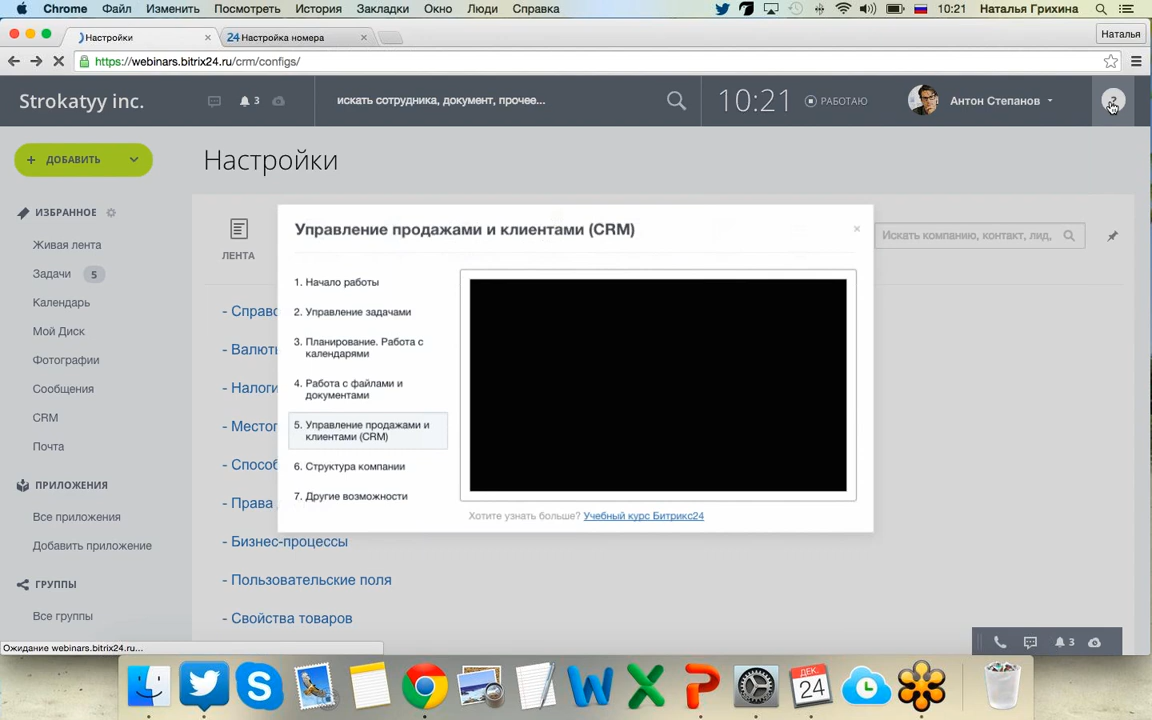 Chrome Файл Изменить Посмотреть История Закладки Окно Люди Справка 10:21 Наталья Грихина
Настройки
24 Настройка номера
Наталья
https://webinars.bitrix24.ru/crm/configs/
Strokatyy inc.
3
искать сотрудника, документ, прочее...
10:21
РАБОТАЮ
Антон Степанов
?
+ ДОБАВИТЬ
Настройки
ИЗБРАННОЕ
Живая лента
Задачи 5
Календарь
Мой Диск
Фотографии
Сообщения
CRM
Почта
ПРИЛОЖЕНИЯ
Все приложения
Добавить приложение
ГРУППЫ
Все группы
ЛЕНТА
Искать компанию, контакт, лид,
Управление продажами и клиентами (CRM)
×
1. Начало работы
2. Управление задачами
3. Планирование. Работа с
календарями
4. Работа с файлами и
документами
5. Управление продажами и
клиентами (CRM)
6. Структура компании
7. Другие возможности
Хотите узнать больше? Учебный курс Битрикс24
- Справо
- Валюты
- Налоги
- Местоп
- Способ
- Права
- Бизнес-процессы
- Пользовательские поля
- Свойства товаров
Ожидание webinars.bitrix24.ru...
3
ДЕК
24